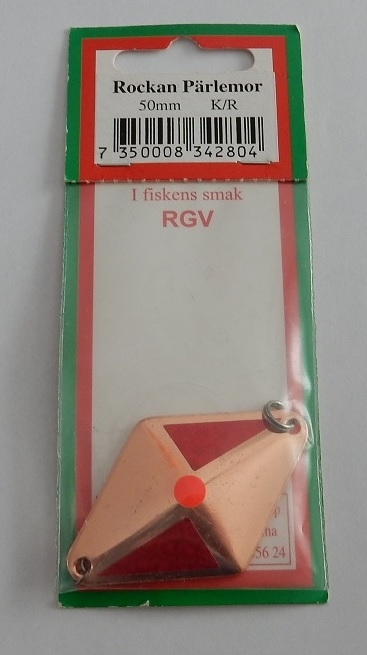 Rockan Pärlemor
50mm K/R
7 350008 342804
I fiskens smak
RGV
56 24